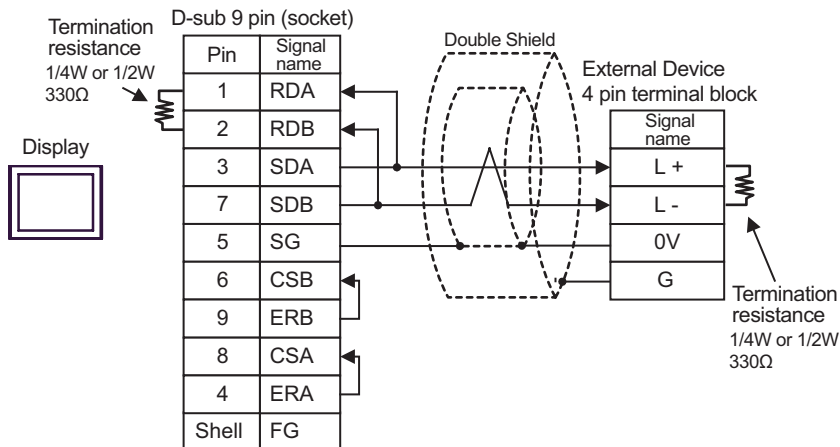 D-sub 9 pin (socket)
Termination
resistance
1/4W or 1/2W
330Ω
Display
Pin Signal name
1 RDA
2 RDB
3 SDA
7 SDB
5 SG
6 CSB
9 ERB
8 CSA
4 ERA
Shell FG
Double Shield
External Device
4 pin terminal block
Signal
name
L +
L -
0V
G
Termination
resistance
1/4W or 1/2W
330Ω